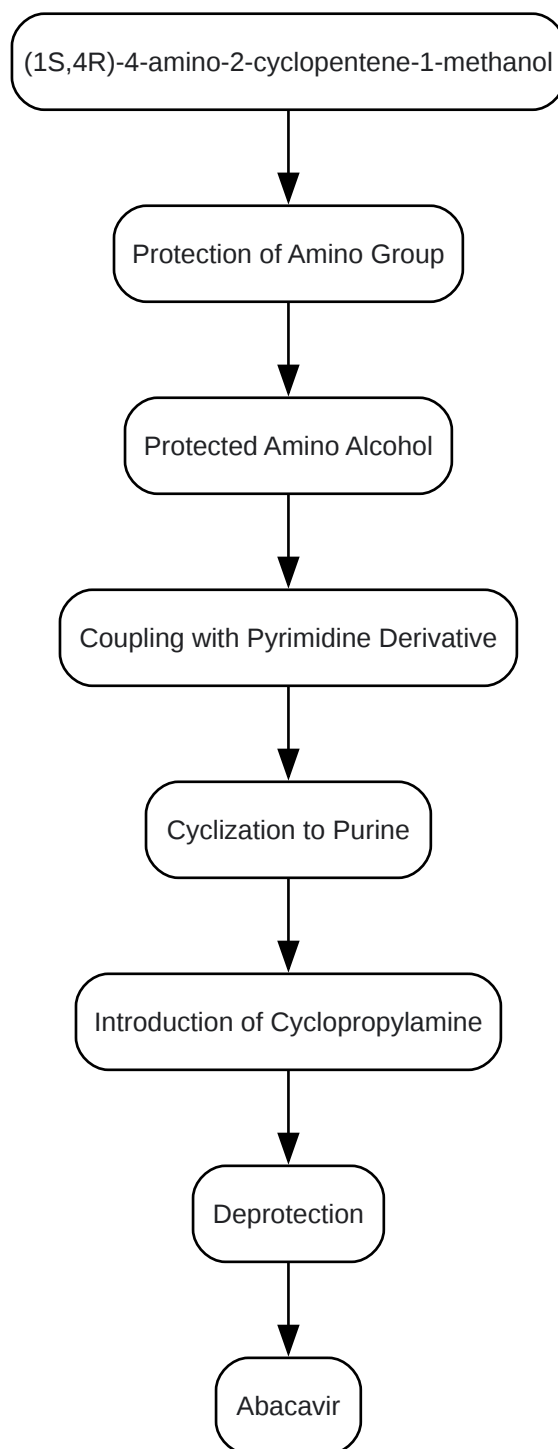 (1S,4R)-4-amino-2-cyclopentene-1-methanol
Protection of Amino Group
Protected Amino Alcohol
Coupling with Pyrimidine Derivative
Cyclization to Purine
Introduction of Cyclopropylamine
Deprotection
Abacavir